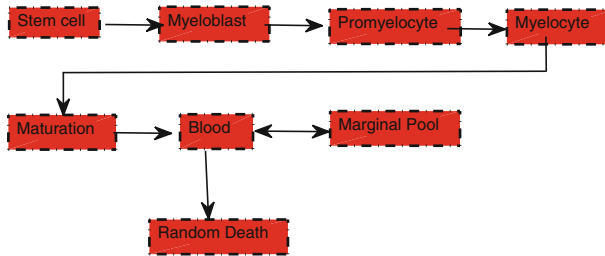 Stem cell
Myeloblast
Promyelocyte
Myelocyte
Maturation
Blood
Marginal Pool
Random Death